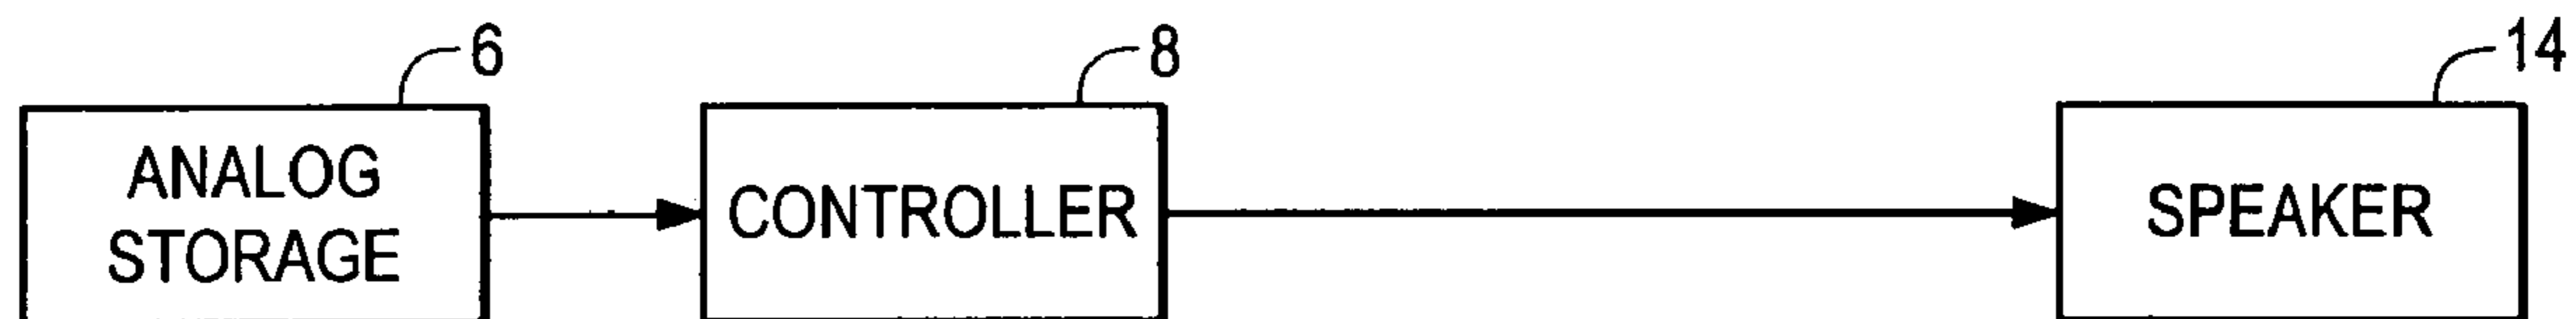 6
8
14
ANALOG
STORAGE
CONTROLLER
SPEAKER